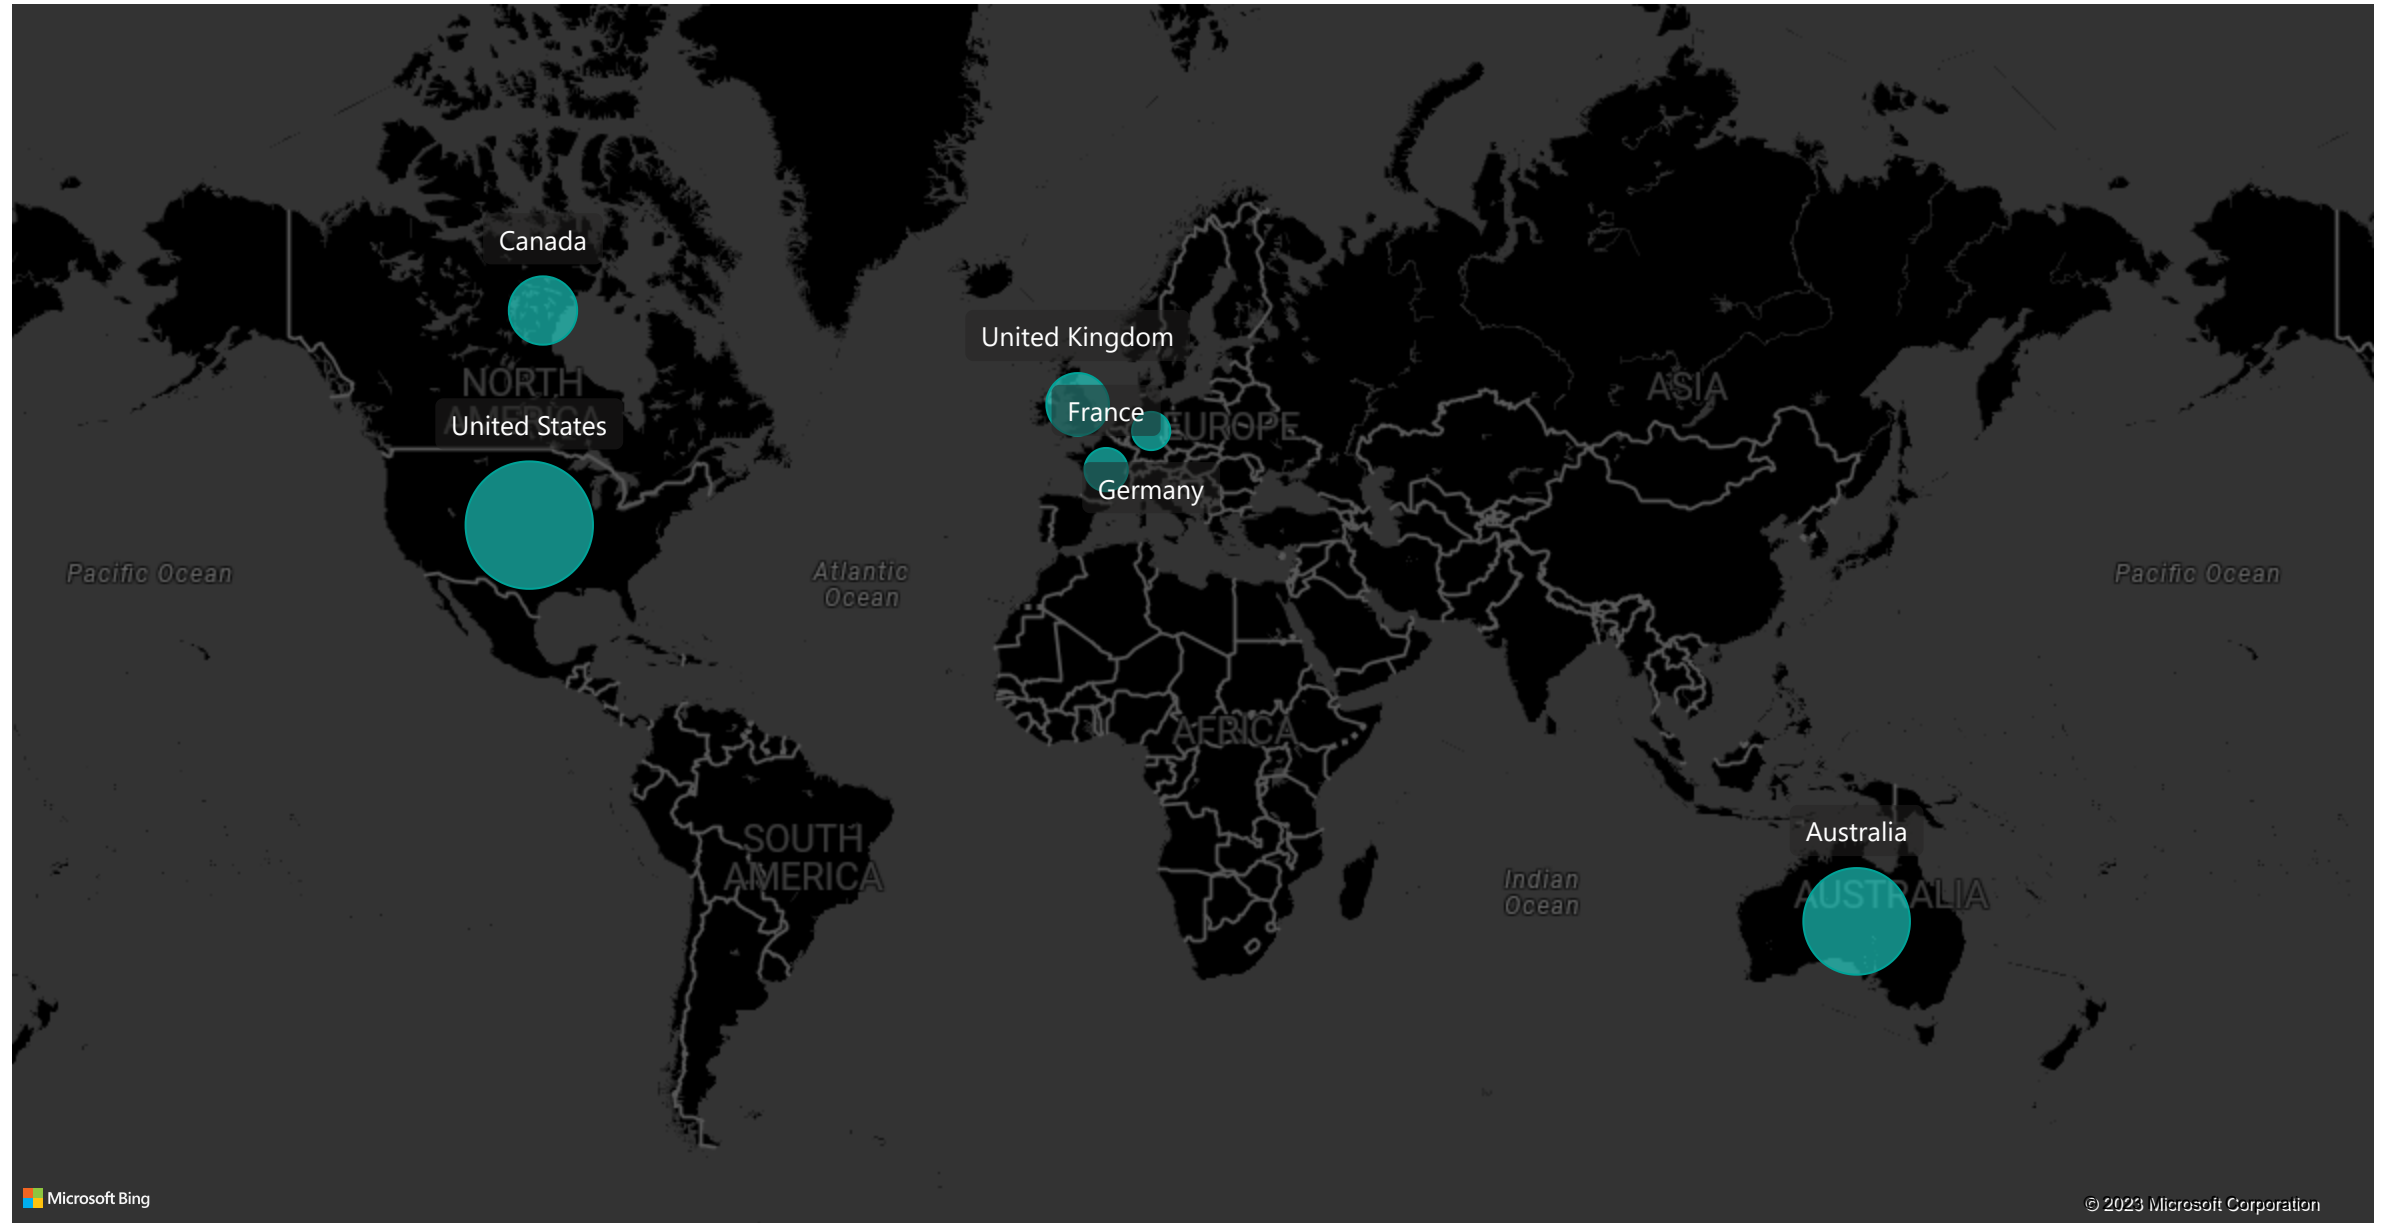 Canada
United Kingdom
NORTH
AMERICA
United States
ASIA
France
EUROPE
Germany
Pacific Ocean
Atlantic
Ocean
Pacific Ocean
AFRICA
SOUTH
AMERICA
Indian
Ocean
Australia
AUSTRALIA
Microsoft Bing
© 2023 Microsoft Corporation